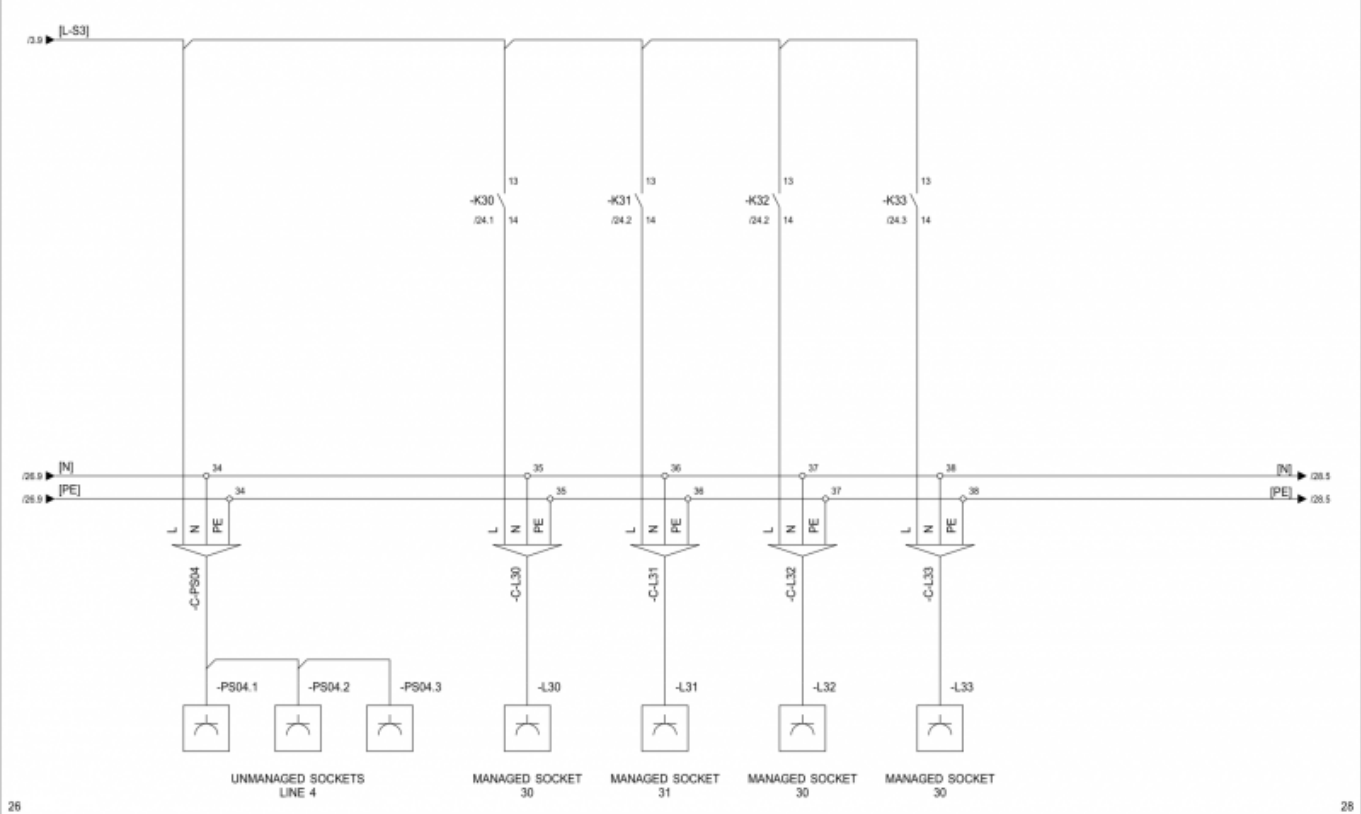 [L-S3]
/3.9
13 13 13 13
-K30 -K31 -K32 -K33
/24.1 14 /24.2 14 /24.2 14 /24.3 14
[N] 34 35 36 37 38 [N]
/26.9 /28.5
[PE] 34 35 36 37 38 [PE]
/26.9 /28.5
L N PE L N PE L N PE L N PE L N PE
-C-PS04 -C-L30 -C-L31 -C-L32 -C-L33
-PS04.1 -PS04.2 -PS04.3 -L30 -L31 -L32 -L33
UNMANAGED SOCKETS MANAGED SOCKET MANAGED SOCKET MANAGED SOCKET MANAGED SOCKET
LINE 4 30 31 30 30
26 28